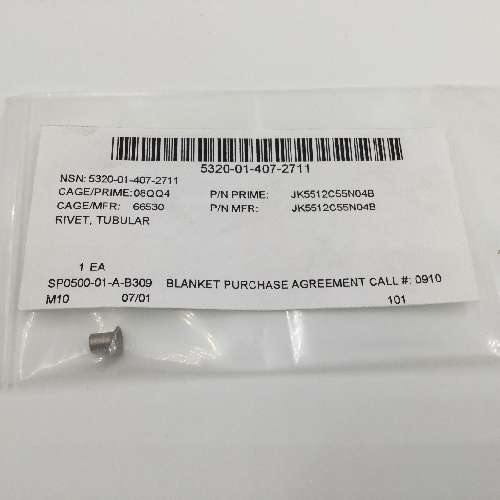 5320-01-407-2711
NSN: 5320-01-407-2711
CAGE/PRIME: 08QQ4 P/N PRIME: JK5512C55N04B
CAGE/MFR: 66530 P/N MFR: JK5512C55N04B
RIVET, TUBULAR
1 EA
SP0500-01-A-B309 BLANKET PURCHASE AGREEMENT CALL #: 0910
M10 07/01 101